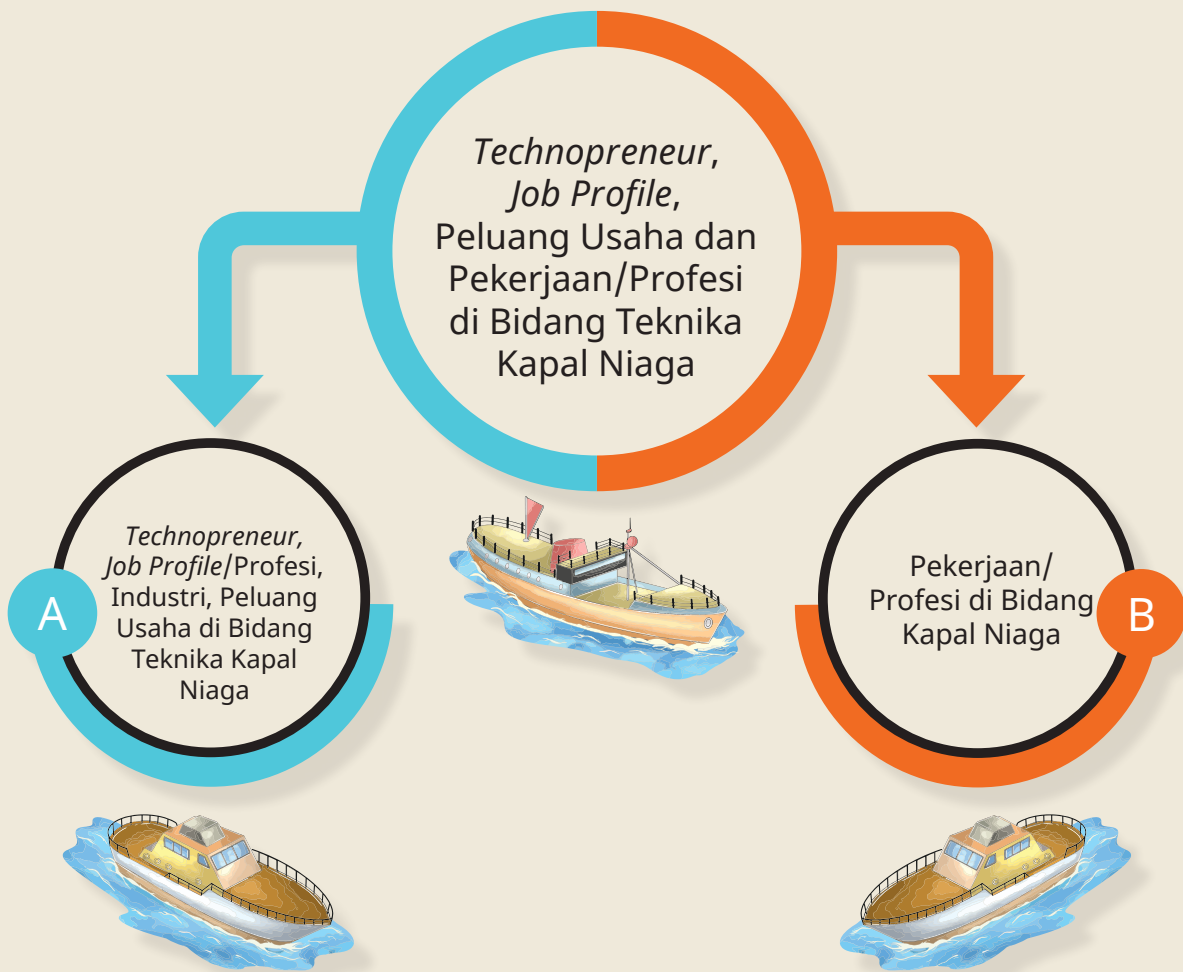 Technopreneur,
Job Profile,
Peluang Usaha dan
Pekerjaan/Profesi
di Bidang Teknika
Kapal Niaga
A
Technopreneur,
Job Profile/Profesi,
Industri, Peluang
Usaha di Bidang
Teknika Kapal
Niaga
Pekerjaan/
Profesi di Bidang
Kapal Niaga
B